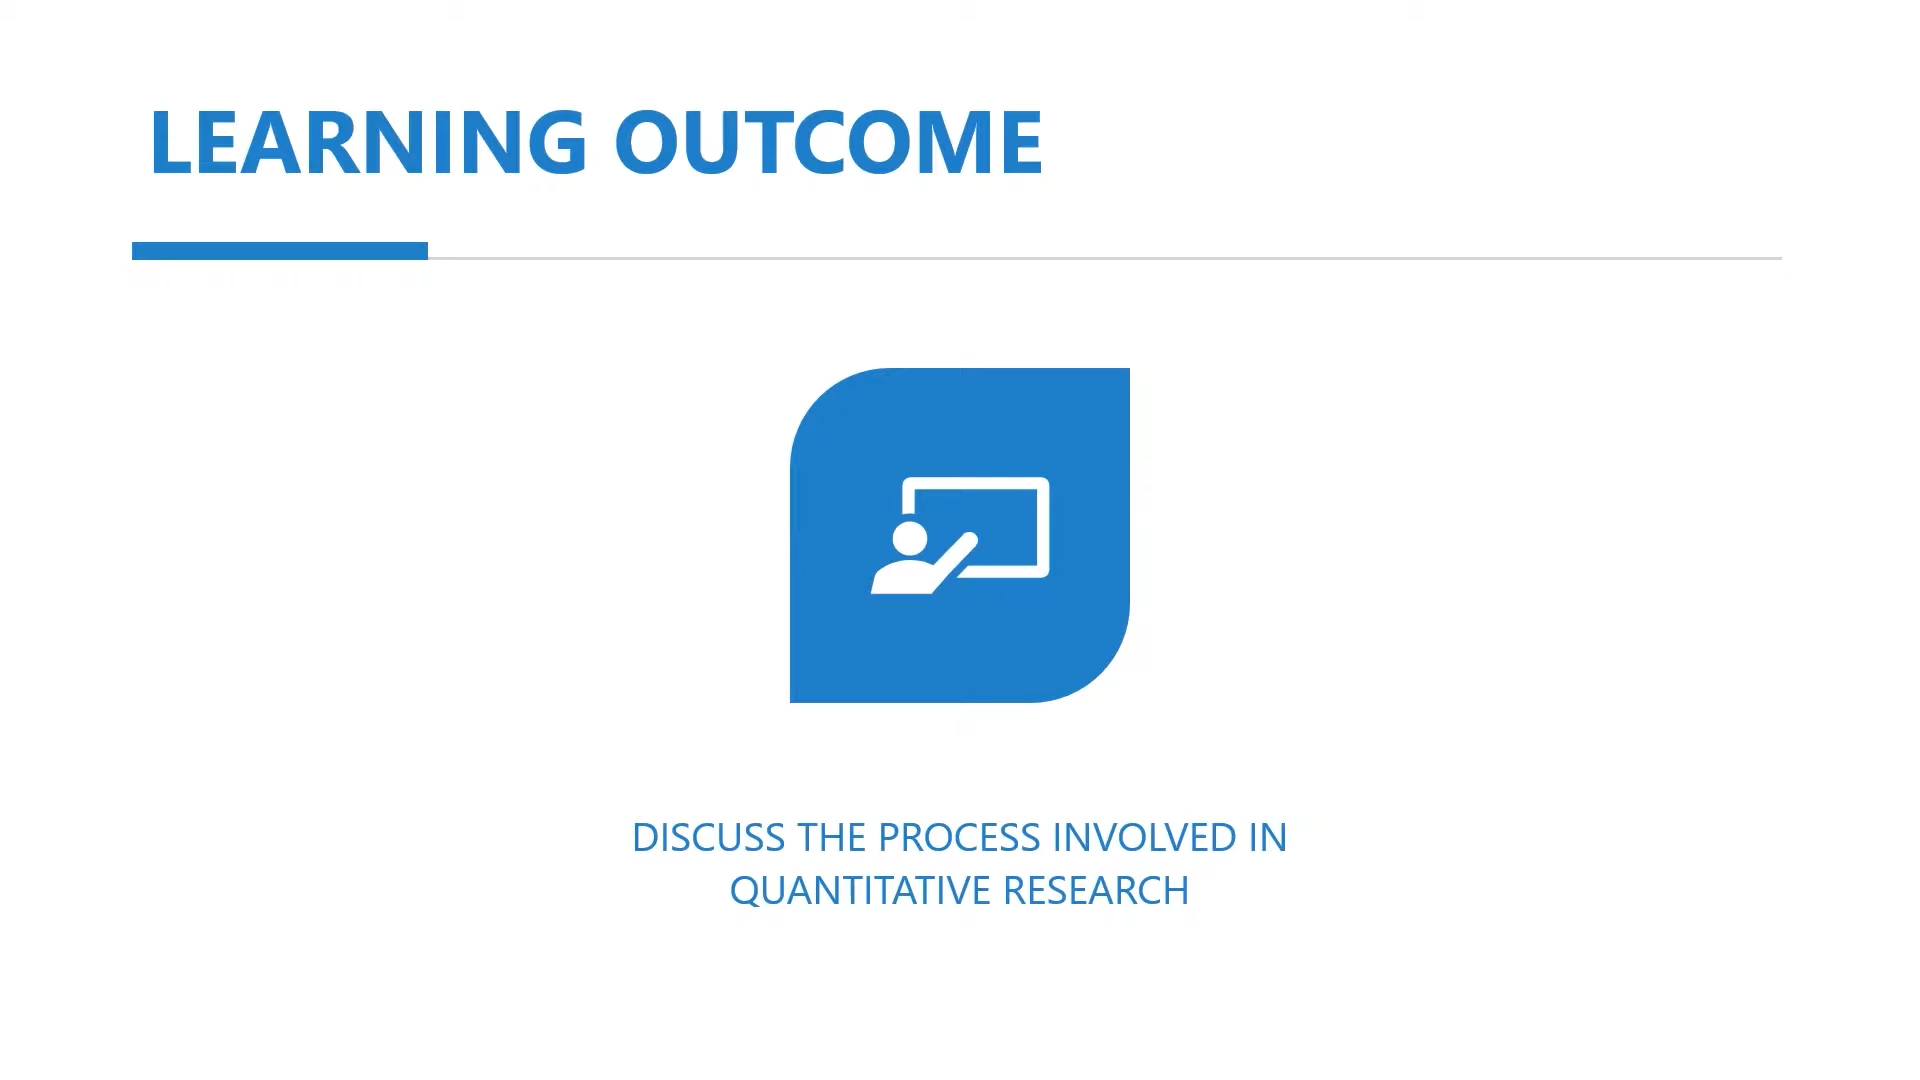 LEARNING OUTCOME
DISCUSS THE PROCESS INVOLVED IN
QUANTITATIVE RESEARCH